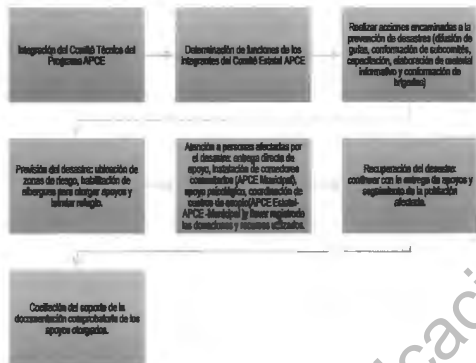 Integración del Comité Técnico del
Programa APCE
Determinación de funciones de los
integrantes del Comité Estatal APCE
Realizar acciones encaminadas a la
prevención de desastres (difusión de
guías, conformación de subcomités,
capacitación, elaboración de material
informativo y conformación de
brigadas)
Previsión del desastre: ubicación de
zonas de riesgo, habilitación de
albergues para otorgar apoyos y
brindar refugio.
Atención a personas afectadas por
el desastre: entrega directa de
apoyo, instalación de comedores
comunitarios (APCE Municipal),
apoyo psicológico, coordinación de
centros de acopio(APCE Estatal-
APCE -Municipal )y llevar registro de
las donaciones y recursos utilizados.
Recuperación del desastre:
continuar con la entrega de apoyos y
seguimiento de la población
afectada.
Conciliación del soporte de la
documentación comprobatoria de los
apoyos otorgados.
caci